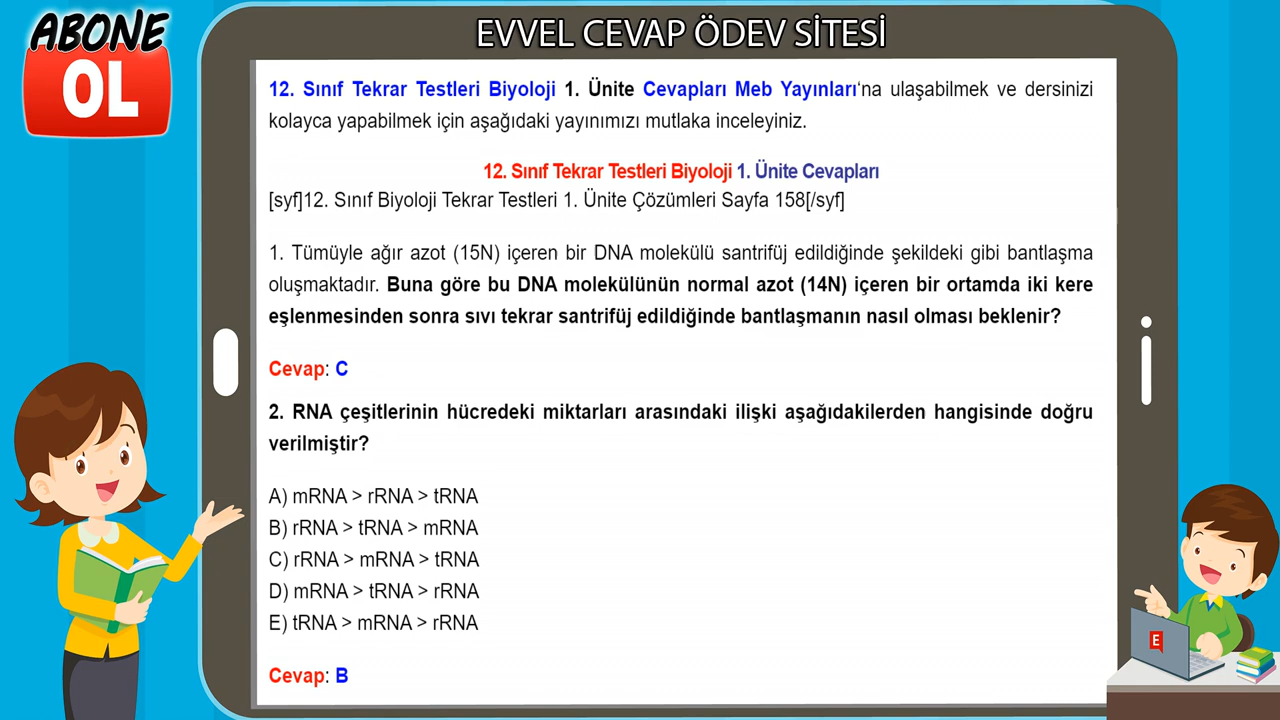 ABONE
OL
EVVEL CEVAP ÖDEV SİTESİ
12. Sınıf Tekrar Testleri Biyoloji 1. Ünite Cevapları Meb Yayınları'na ulaşabilmek ve dersinizi
kolayca yapabilmek için aşağıdaki yayınımızı mutlaka inceleyiniz.
12. Sınıf Tekrar Testleri Biyoloji 1. Ünite Cevapları
[syf]12. Sınıf Biyoloji Tekrar Testleri 1. Ünite Çözümleri Sayfa 158[/syf]
1. Tümüyle ağır azot (15N) içeren bir DNA molekülü santrifüj edildiğinde şekildeki gibi bantlaşma
oluşmaktadır. Buna göre bu DNA molekülünün normal azot (14N) içeren bir ortamda iki kere
eşlenmesinden sonra sıvı tekrar santrifüj edildiğinde bantlaşmanın nasıl olması beklenir?
Cevap: C
2. RNA çeşitlerinin hücredeki miktarları arasındaki ilişki aşağıdakilerden hangisinde doğru
verilmiştir?
A) mRNA > rRNA > tRNA
B) rRNA > tRNA > mRNA
C) rRNA > mRNA > tRNA
D) mRNA > tRNA > rRNA
E) tRNA > mRNA > rRNA
Cevap: B
E